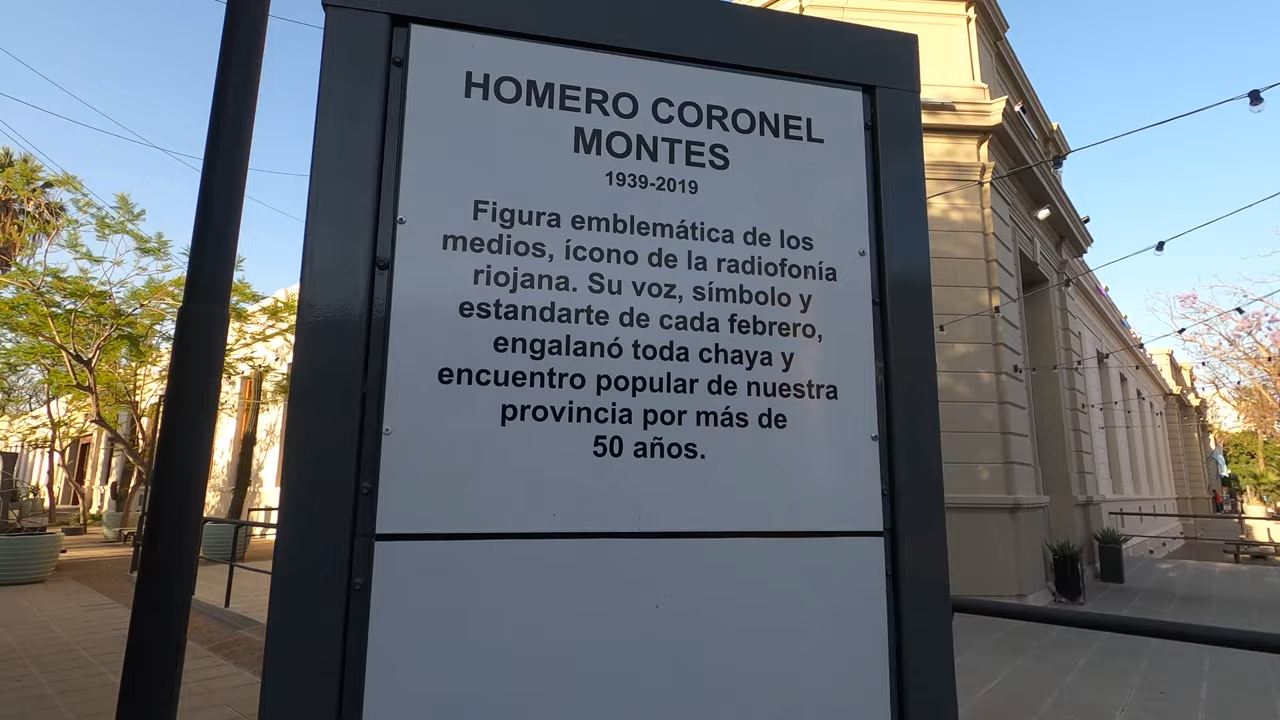 HOMERO CORONEL
MONTES
1939-2019
Figura emblemática de los
medios, ícono de la radiofonía
riojana. Su voz, símbolo y
estandarte de cada febrero,
engalanó toda chaya y
encuentro popular de nuestra
provincia por más de
50 años.